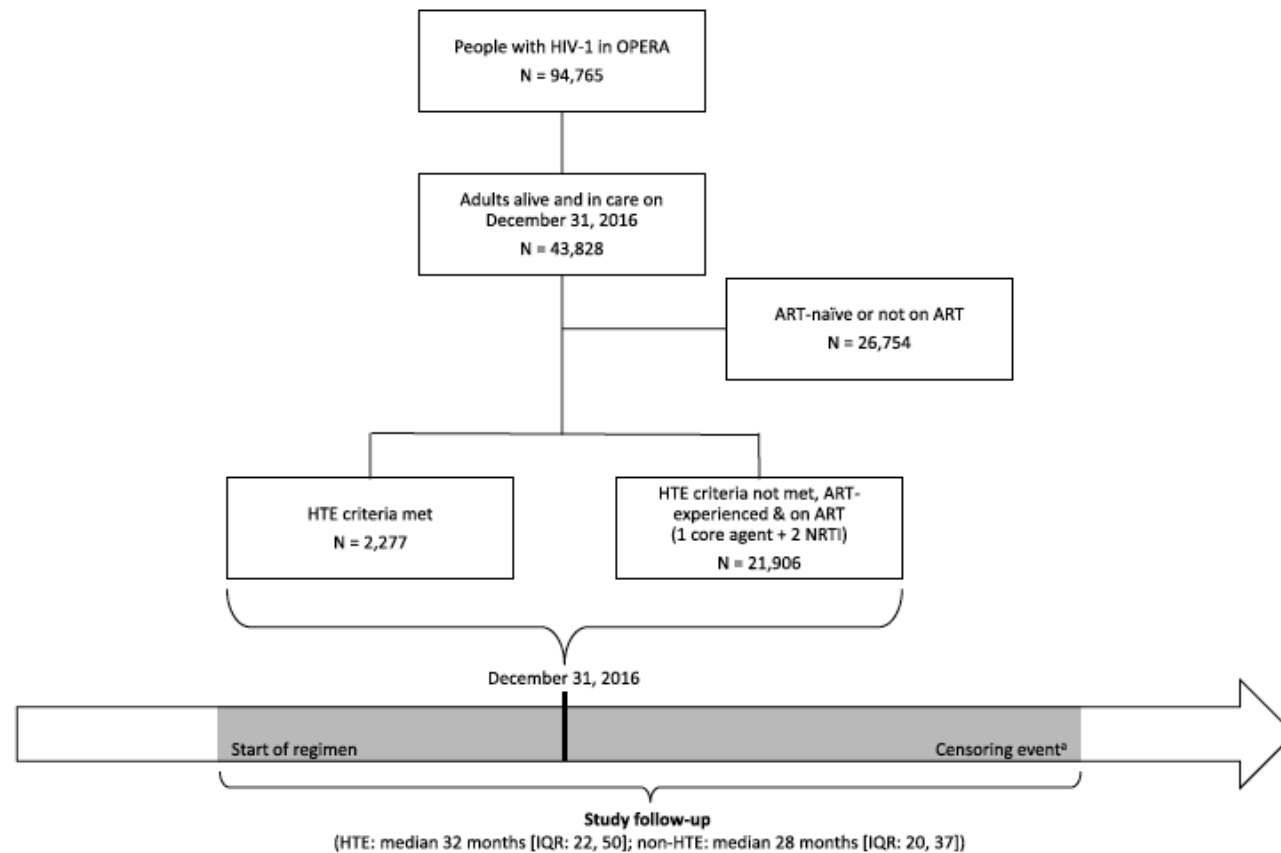 People with HIV-1 in OPERA
N = 94,765
Adults alive and in care on
December 31, 2016
N = 43,828
ART-naïve or not on ART
N = 26,754
HTE criteria met
N = 2,277
HTE criteria not met, ART-
experienced & on ART
(1 core agent + 2 NRTI)
N = 21,906
December 31, 2016
Start of regimen
Censoring eventᵃ
Study follow-up
(HTE: median 32 months [IQR: 22, 50]; non-HTE: median 28 months [IQR: 20, 37])